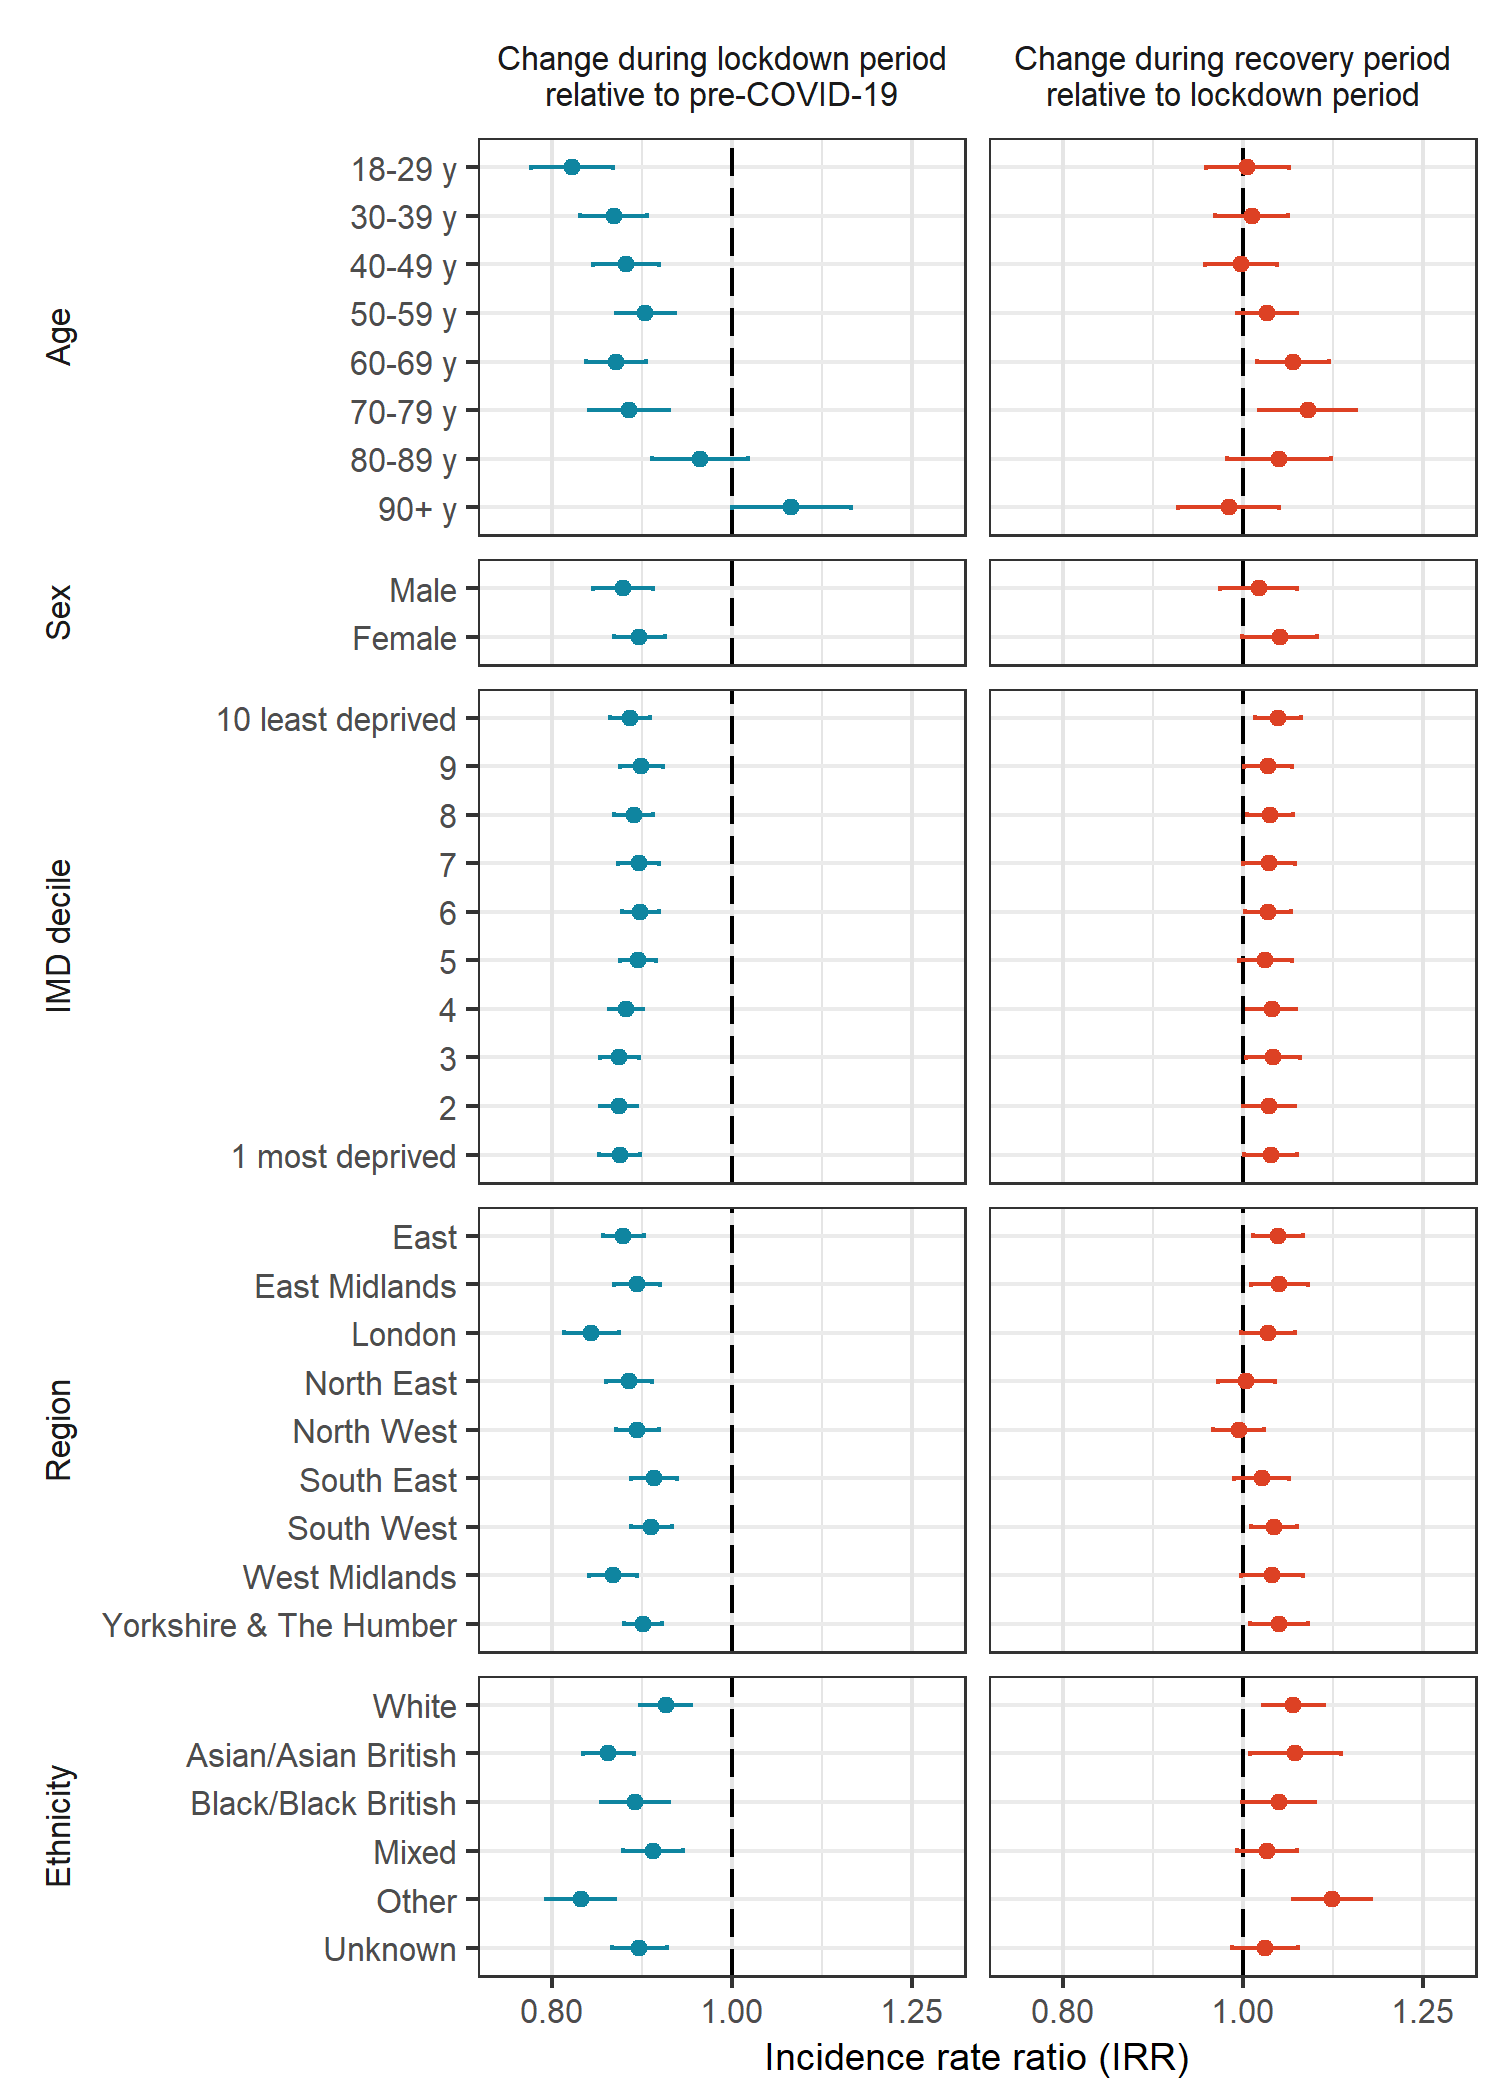 Change during lockdown period
relative to pre-COVID-19
Change during recovery period
relative to lockdown period
Age
18-29 y
30-39 y
40-49 y
50-59 y
60-69 y
70-79 y
80-89 y
90+ y
Sex
Male
Female
IMD decile
10 least deprived
9
8
7
6
5
4
3
2
1 most deprived
Region
East
East Midlands
London
North East
North West
South East
South West
West Midlands
Yorkshire & The Humber
Ethnicity
White
Asian/Asian British
Black/Black British
Mixed
Other
Unknown
0.80 1.00 1.25 0.80 1.00 1.25
Incidence rate ratio (IRR)